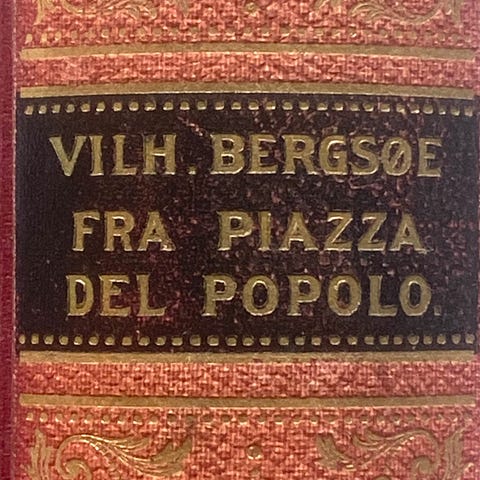 VILH. BERGSØE
FRA PIAZZA
DEL POPOLO.